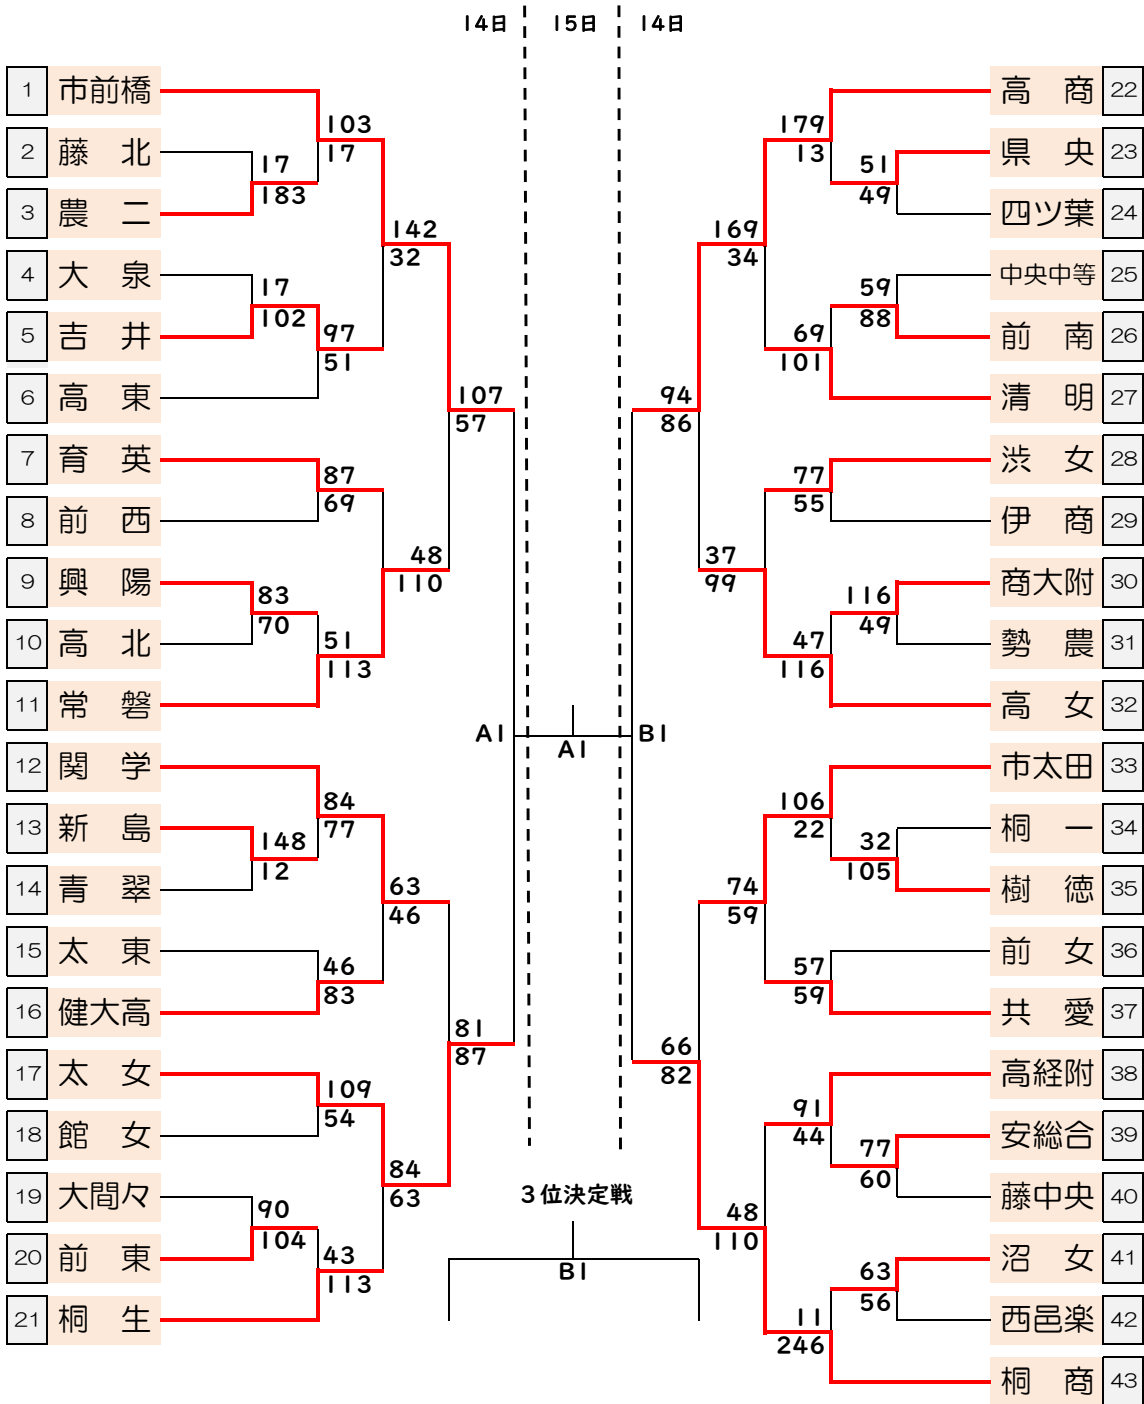 14日 15日 14日
1 市前橋
2 藤 北
3 農 二
4 大 泉
5 吉 井
6 高 東
7 育 英
8 前 西
9 興 陽
10 高 北
11 常 磐
12 関 学
13 新 島
14 青 翠
15 太 東
16 健大高
17 太 女
18 館 女
19 大間々
20 前 東
21 桐 生
17
183
17
102
83
70
148
12
90
104
103
17
97
51
87
69
51
113
84
77
46
83
109
54
43
113
142
32
48
110
63
46
84
63
107
57
81
87
A1
A1
B1
3位決定戦
B1
94
86
66
82
169
34
37
99
74
59
48
110
179
13
69
101
77
55
47
116
106
22
57
59
91
44
11
246
51
49
59
88
116
49
32
105
77
60
63
56
高 商 22
県 央 23
四ツ葉 24
中央中等 25
前 南 26
清 明 27
渋 女 28
伊 商 29
商大附 30
勢 農 31
高 女 32
市太田 33
桐 一 34
樹 徳 35
前 女 36
共 愛 37
高経附 38
安総合 39
藤中央 40
沼 女 41
西邑楽 42
桐 商 43